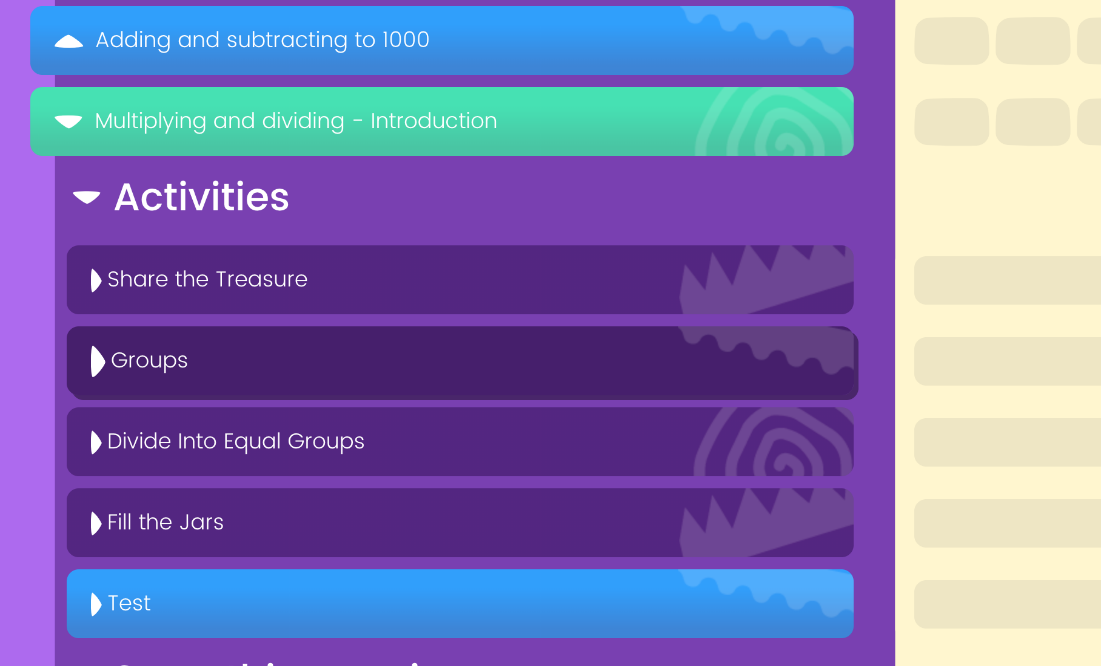 Adding and subtracting to 1000
Multiplying and dividing - Introduction
Activities
Share the Treasure
Groups
Divide Into Equal Groups
Fill the Jars
Test